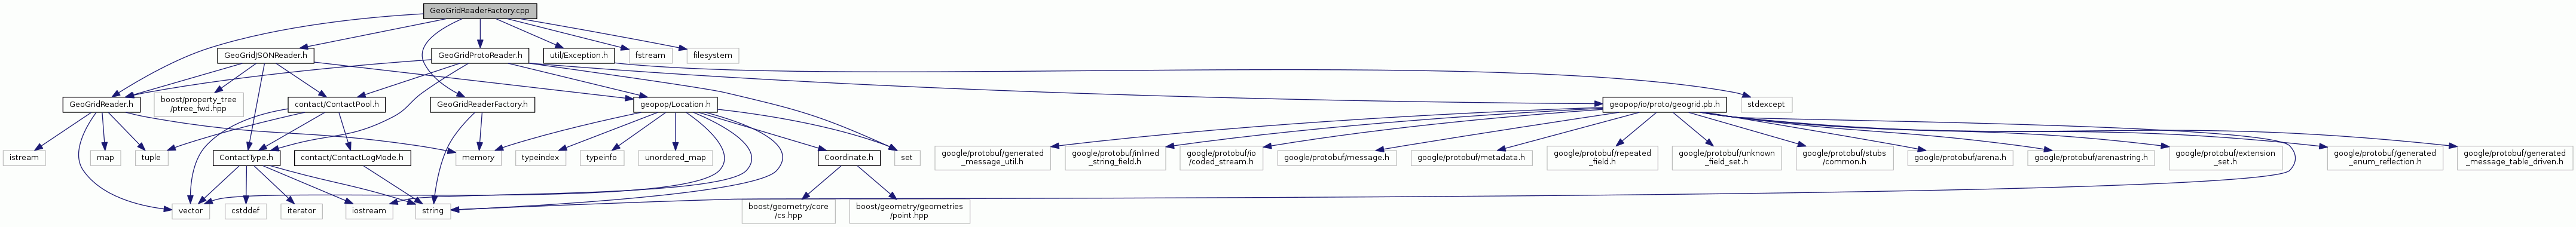 GeoGridReaderFactory.cpp
GeoGridJSONReader.h
GeoGridProtoReader.h
util/Exception.h
fstream
filesystem
GeoGridReader.h
boost/property_tree
/ptree_fwd.hpp
contact/ContactPool.h
GeoGridReaderFactory.h
geopop/Location.h
geopop/io/proto/geogrid.pb.h
stdexcept
istream
map
tuple
ContactType.h
contact/ContactLogMode.h
memory
typeindex
typeinfo
unordered_map
Coordinate.h
set
google/protobuf/generated
_message_util.h
google/protobuf/inlined
_string_field.h
google/protobuf/io
/coded_stream.h
google/protobuf/message.h
google/protobuf/metadata.h
google/protobuf/repeated
_field.h
google/protobuf/unknown
_field_set.h
google/protobuf/stubs
/common.h
google/protobuf/arena.h
google/protobuf/arenastring.h
google/protobuf/extension
_set.h
google/protobuf/generated
_enum_reflection.h
google/protobuf/generated
_message_table_driven.h
vector
cstddef
iterator
iostream
string
boost/geometry/core
/cs.hpp
boost/geometry/geometries
/point.hpp